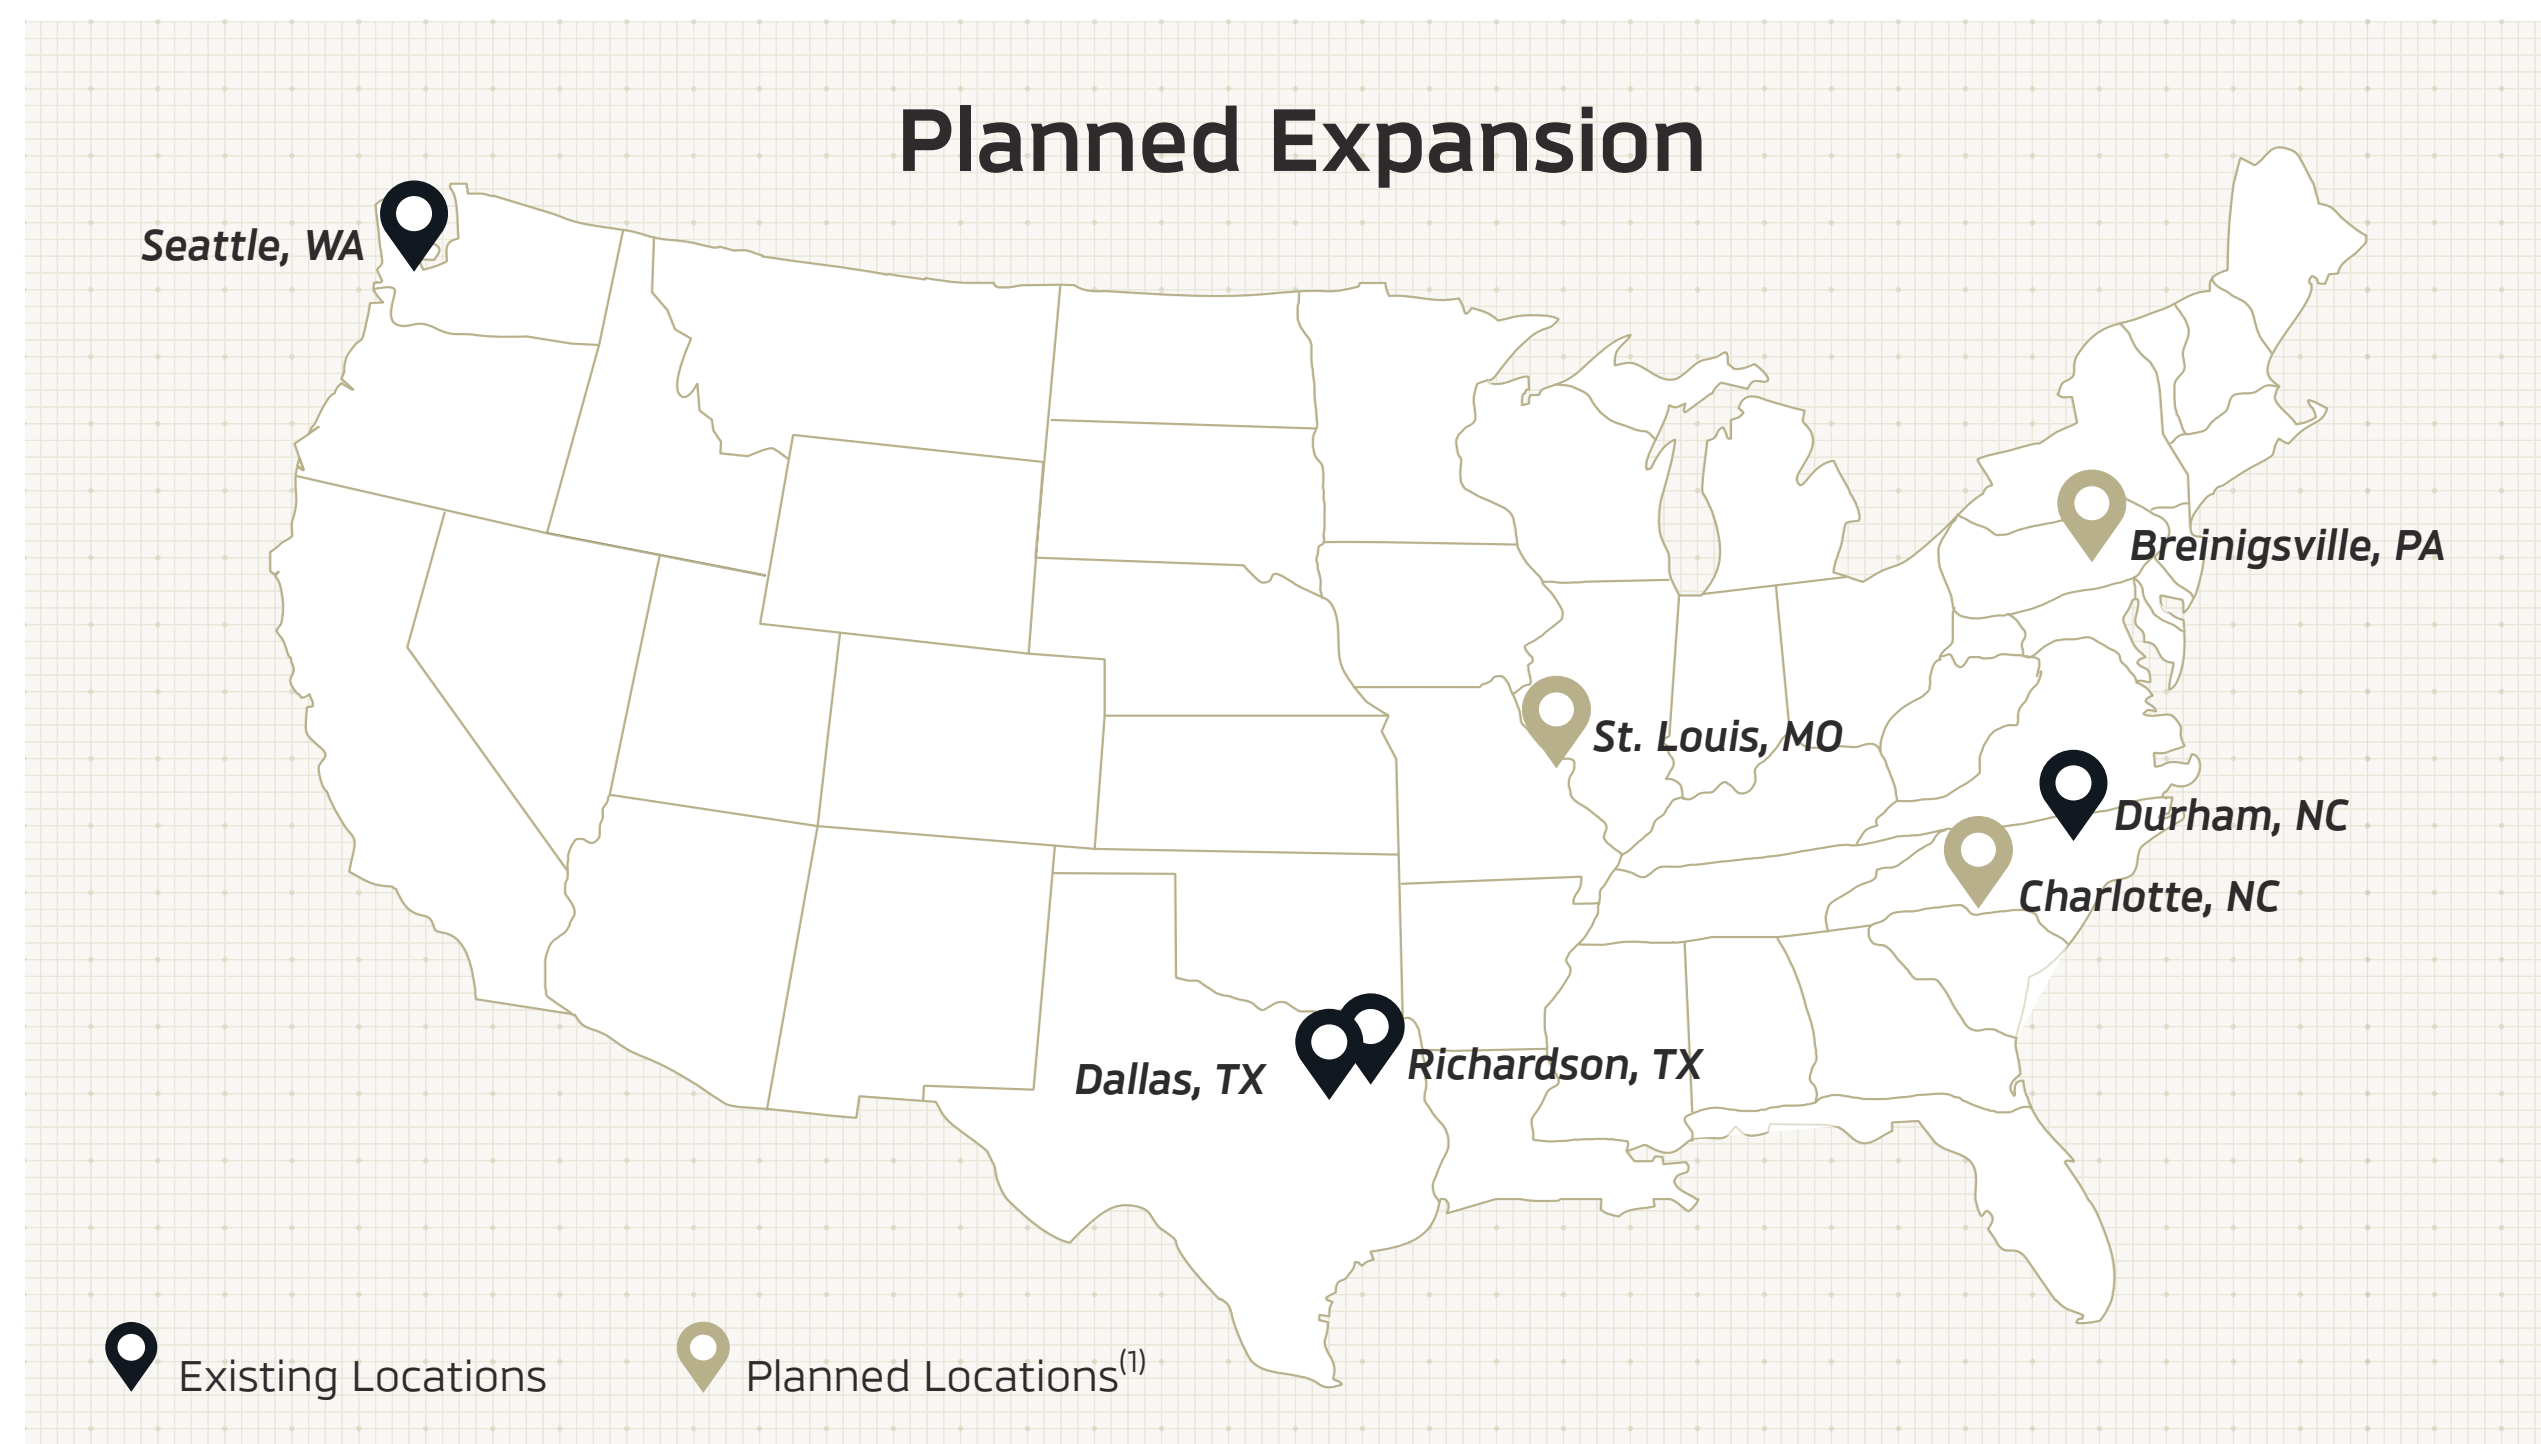 Planned Expansion
Seattle, WA
Breinigsville, PA
St. Louis, MO
Durham, NC
Charlotte, NC
Dallas, TX
Richardson, TX
Existing Locations
Planned Locations(1)